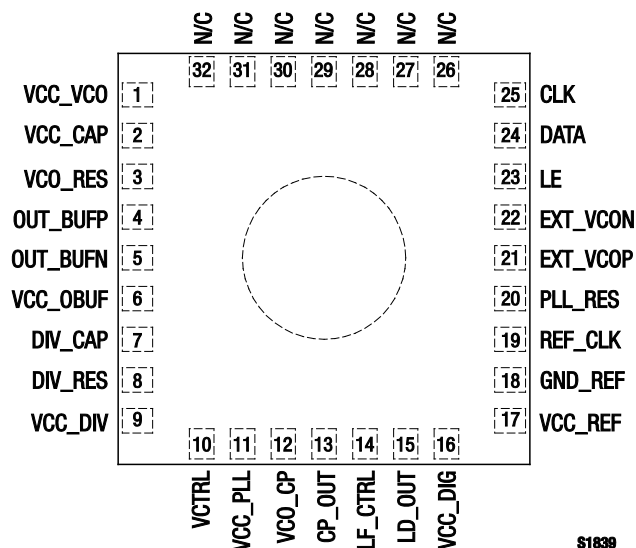 N/C N/C N/C N/C N/C N/C N/C
32 31 30 29 28 27 26
VCC_VCO 1 25 CLK
VCC_CAP 2 24 DATA
VCO_RES 3 23 LE
OUT_BUFP 4 22 EXT_VCON
OUT_BUFN 5 21 EXT_VCOP
VCC_OBUF 6 20 PLL_RES
DIV_CAP 7 19 REF_CLK
DIV_RES 8 18 GND_REF
VCC_DIV 9 17 VCC_REF
10 11 12 13 14 15 16
VCTRL VCC_PLL VCO_CP CP_OUT LF_CTRL LD_OUT VCC_DIG
S1839